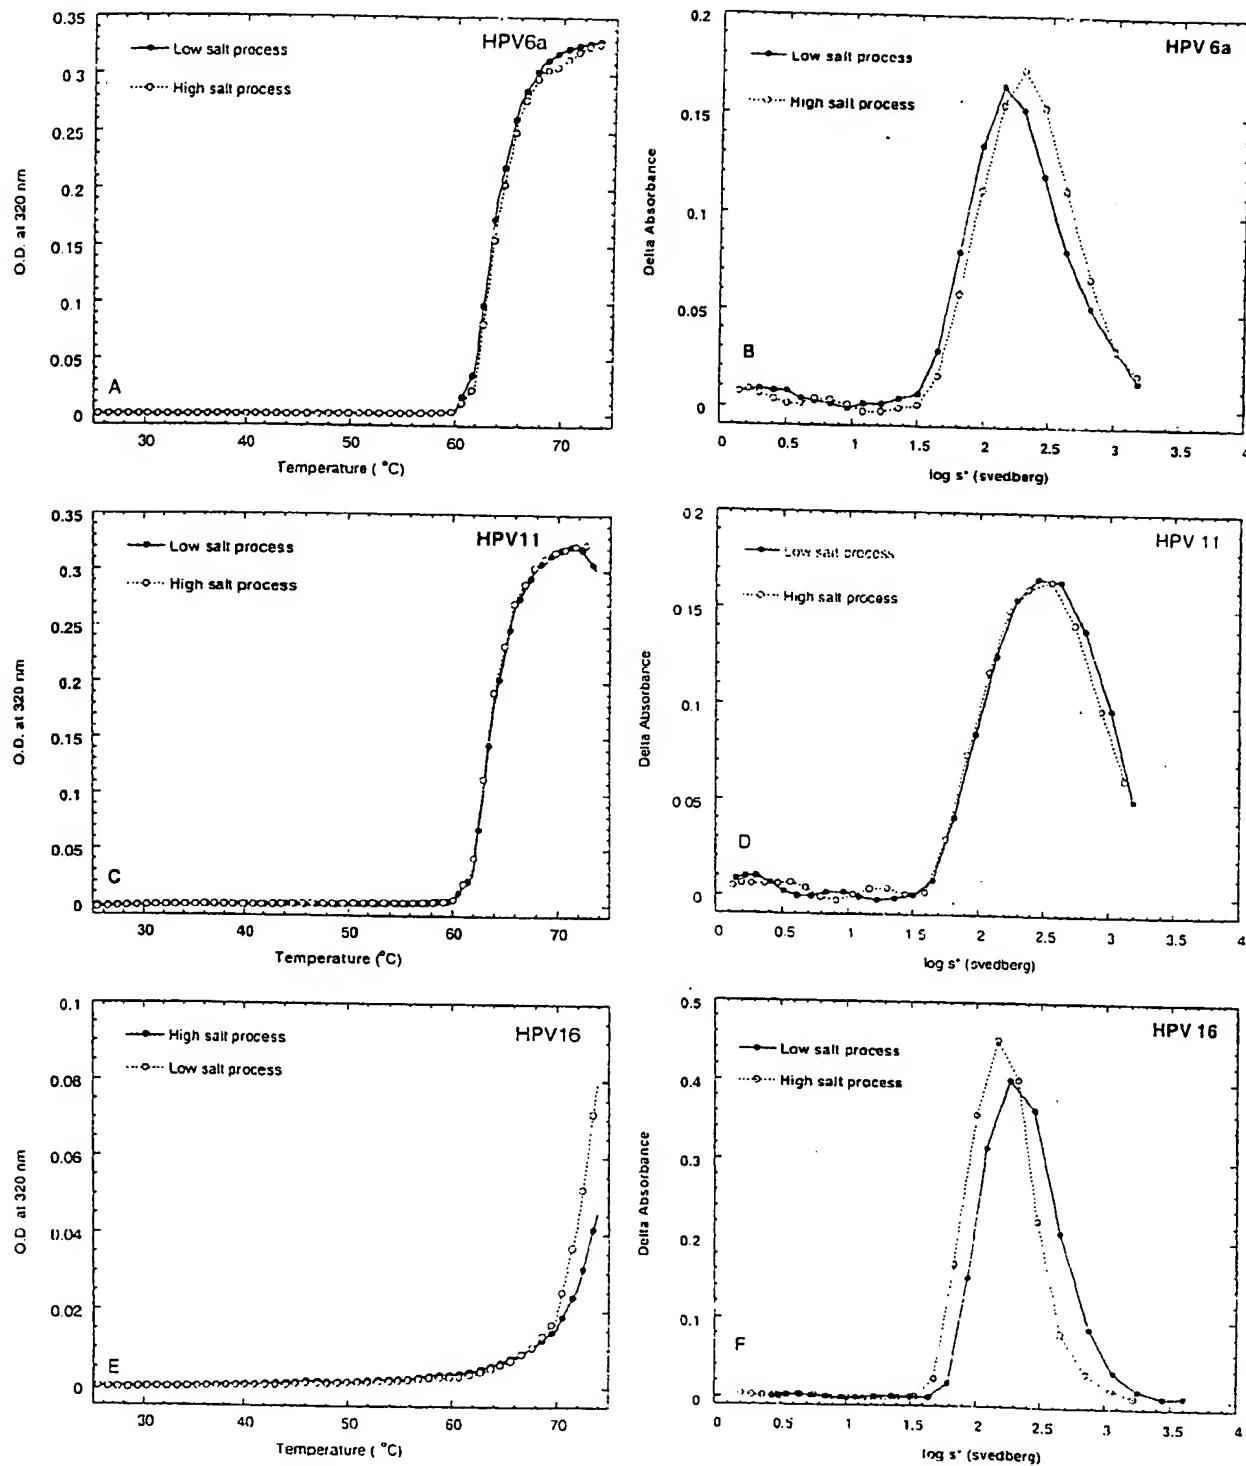 HPV6a
Low salt process
High salt process
0.35
0.3
0.25
0.2
0.15
0.1
0.05
0
O.D. at 320 nm
A
30
40
50
60
70
Temperature ( °C)
HPV 6a
Low salt process
High salt process
0.2
0.15
0.1
0.05
0
Delta Absorbance
B
0
0.5
1
1.5
2
2.5
3
3.5
4
log s* (svedberg)
HPV11
Low salt process
High salt process
0.35
0.3
0.25
0.2
0.15
0.1
0.05
0
O.D. at 320 nm
C
30
40
50
60
70
Temperature (°C)
HPV 11
Low salt process
High salt process
0.2
0.15
0.1
0 05
0
Delta Absorbance
D
0
0.5
1
1 5
2
2.5
3
3.5
4
log s* (svedberg)
HPV16
High salt process
Low salt process
0.1
0.08
0.06
0.04
0.02
0
O.D. at 320 nm
E
30
40
50
60
70
Temperature ( °C)
HPV 16
Low salt process
High salt process
0.5
0.4
0.3
0.2
0.1
0
Delta Absorbance
F
0
0.5
1
1.5
2
2.5
3
3.5
4
log s* (svedberg)